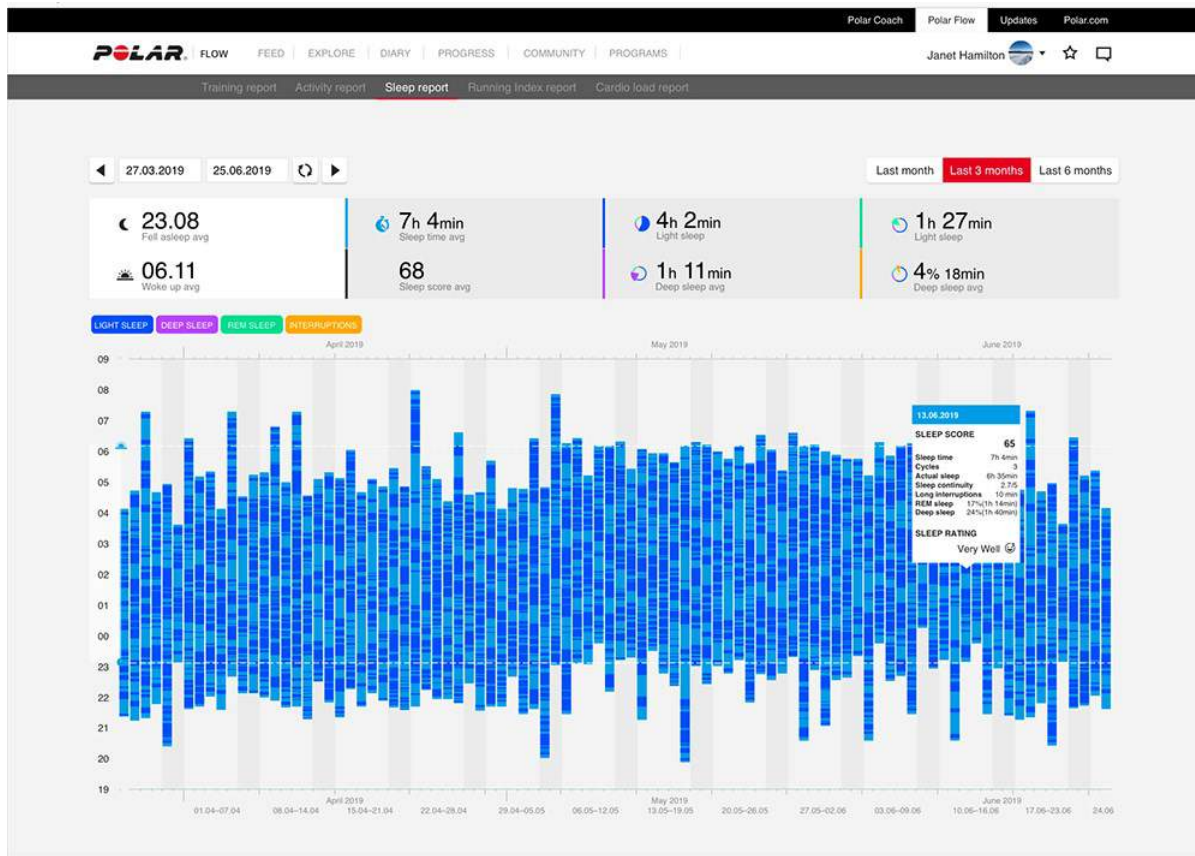 Polar Coach Polar Flow Updates Polar.com
POLAR. FLOW FEED EXPLORE DIARY PROGRESS COMMUNITY PROGRAMS Janet Hamilton
Training report Activity report Sleep report Running Index report Cardio load report
27.03.2019 25.06.2019 Last month Last 3 months Last 6 months
23.08 7h 4min 4h 2min 1h 27min
Fell asleep avg Sleep time avg Light sleep Light sleep
06.11 68 1h 11min 4% 18min
Woke up avg Sleep score avg Deep sleep avg Deep sleep avg
LIGHT SLEEP DEEP SLEEP REM SLEEP INTERRUPTIONS
April 2019 May 2019 June 2019
09
08
07
06
05
04
03
02
01
00
23
22
21
20
19
13.06.2019
SLEEP SCORE
65
Sleep time 7h 4min
Cycles 3
Actual sleep 6h 35min
Sleep continuity 2.7/5
Long interruptions 10 min
REM sleep 17%(1h 14min)
Deep sleep 24%(1h 40min)
SLEEP RATING
Very Well
April 2019 May 2019 June 2019
01.04–07.04 08.04–14.04 15.04–21.04 22.04–28.04 29.04–05.05 06.05–12.05 13.05–19.05 20.05–26.05 27.05–02.06 03.06–09.06 10.06–16.06 17.06–23.06 24.06